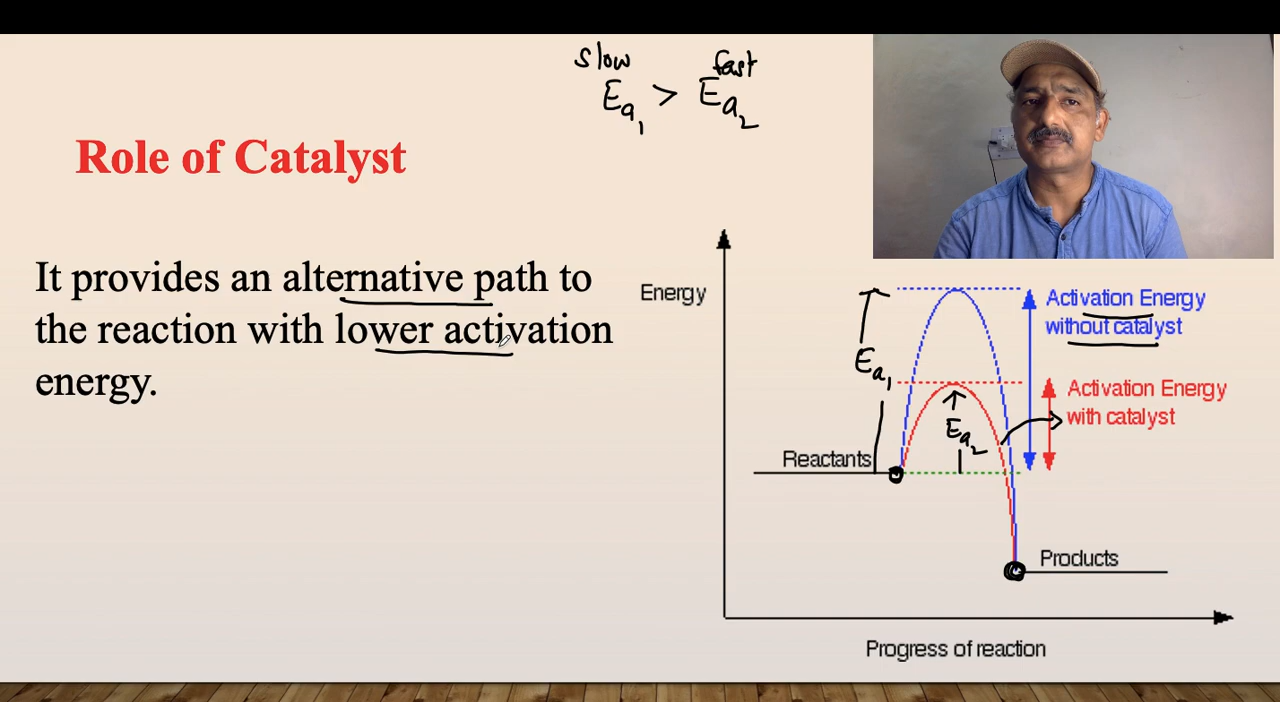 slow fast
Ea1 > Ea2
Role of Catalyst
It provides an alternative path to
the reaction with lower activation
energy.
Energy
Activation Energy
without catalyst
Ea1
Activation Energy
with catalyst
Ea2
Reactants
Products
Progress of reaction